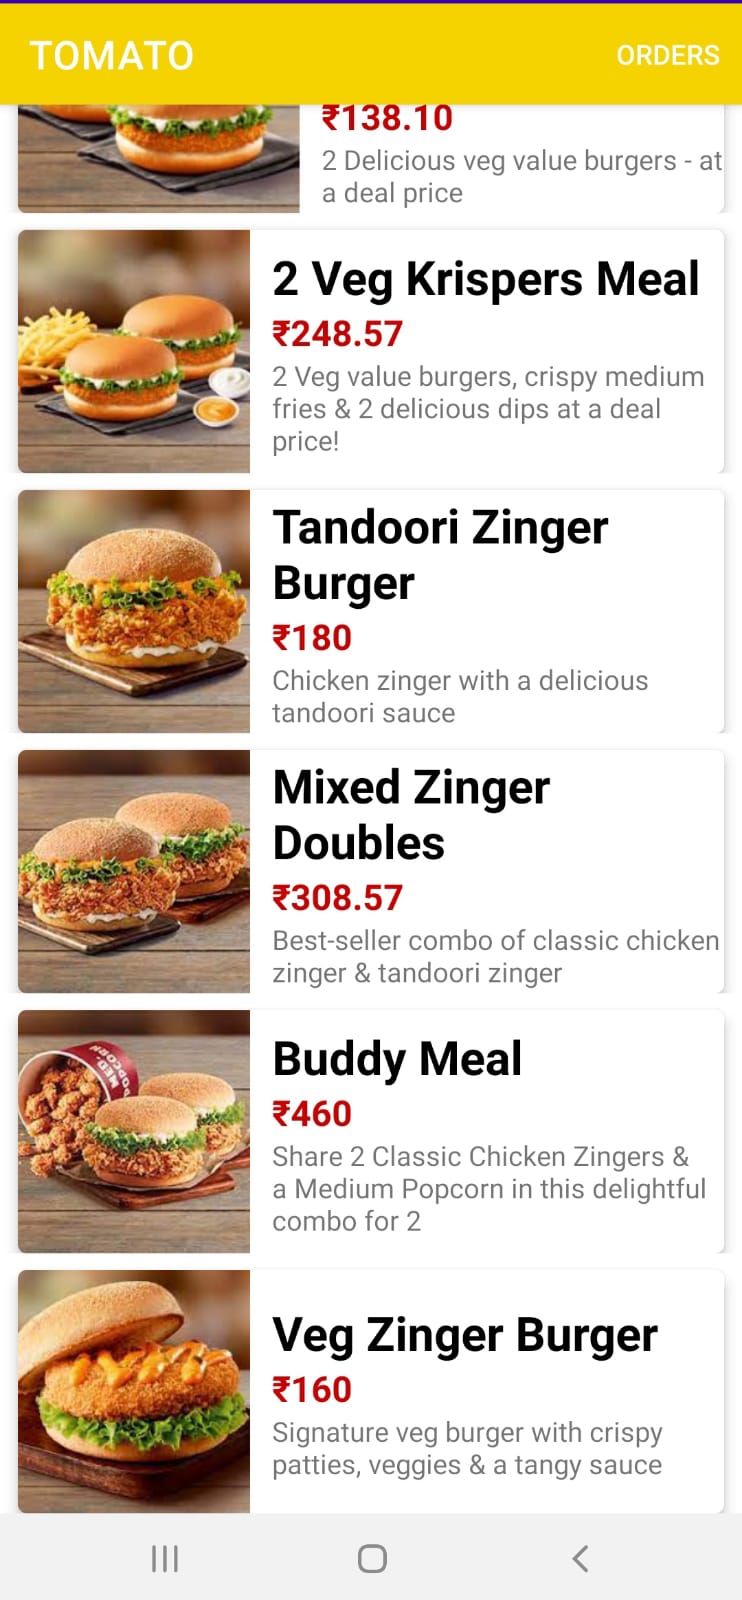 TOMATO
ORDERS
₹138.10
2 Delicious veg value burgers - at
a deal price
2 Veg Krispers Meal
₹248.57
2 Veg value burgers, crispy medium
fries & 2 delicious dips at a deal
price!
Tandoori Zinger
Burger
₹180
Chicken zinger with a delicious
tandoori sauce
Mixed Zinger
Doubles
₹308.57
Best-seller combo of classic chicken
zinger & tandoori zinger
MED.
POPCORN
Buddy Meal
₹460
Share 2 Classic Chicken Zingers &
a Medium Popcorn in this delightful
combo for 2
Veg Zinger Burger
₹160
Signature veg burger with crispy
patties, veggies & a tangy sauce